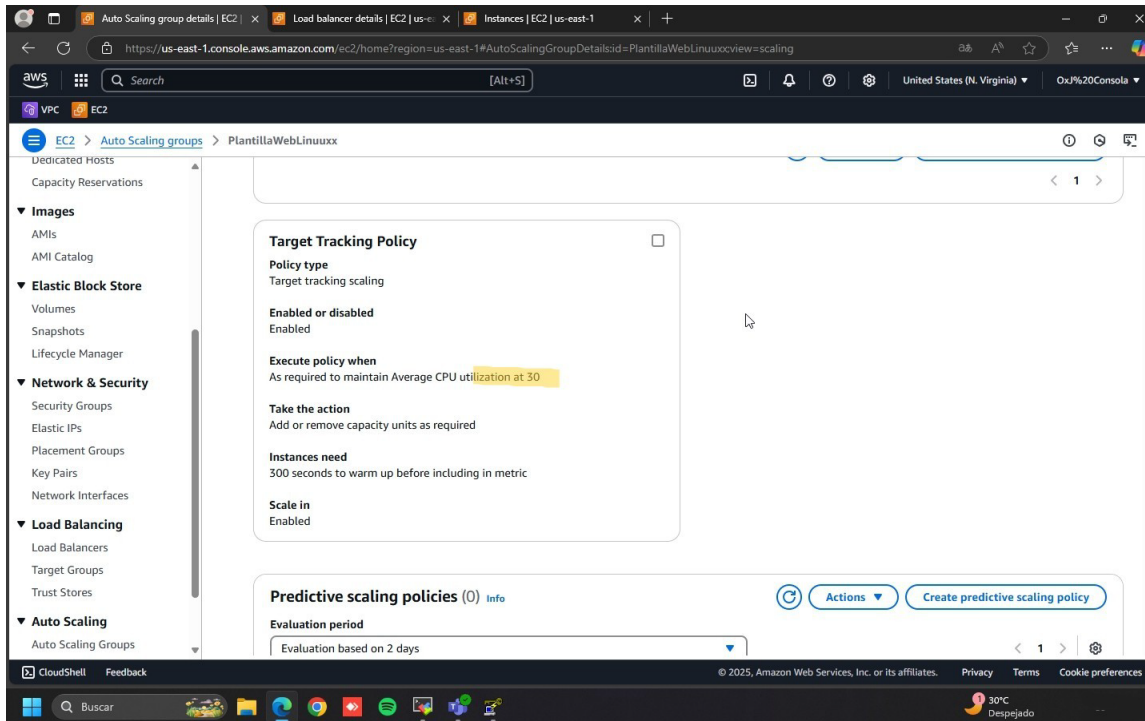 Auto Scaling group details | EC2 |
Load balancer details | EC2 | us-ea
Instances | EC2 | us-east-1
https://us-east-1.console.aws.amazon.com/ec2/home?region=us-east-1#AutoScalingGroupDetails:id=PlantillaWebLinuuxx;view=scaling
aws
Search
[Alt+S]
United States (N. Virginia)
OxJ%20Consola
VPC
EC2
EC2 > Auto Scaling groups > PlantillaWebLinuuxx
Dedicated Hosts
Capacity Reservations
Images
AMIs
AMI Catalog
Elastic Block Store
Volumes
Snapshots
Lifecycle Manager
Network & Security
Security Groups
Elastic IPs
Placement Groups
Key Pairs
Network Interfaces
Load Balancing
Load Balancers
Target Groups
Trust Stores
Auto Scaling
Auto Scaling Groups
1
Target Tracking Policy
Policy type
Target tracking scaling
Enabled or disabled
Enabled
Execute policy when
As required to maintain Average CPU utilization at 30
Take the action
Add or remove capacity units as required
Instances need
300 seconds to warm up before including in metric
Scale in
Enabled
Predictive scaling policies (0) Info
Actions
Create predictive scaling policy
Evaluation period
Evaluation based on 2 days
1
CloudShell
Feedback
© 2025, Amazon Web Services, Inc. or its affiliates.
Privacy
Terms
Cookie preferences
Buscar
1
30°C
Despejado